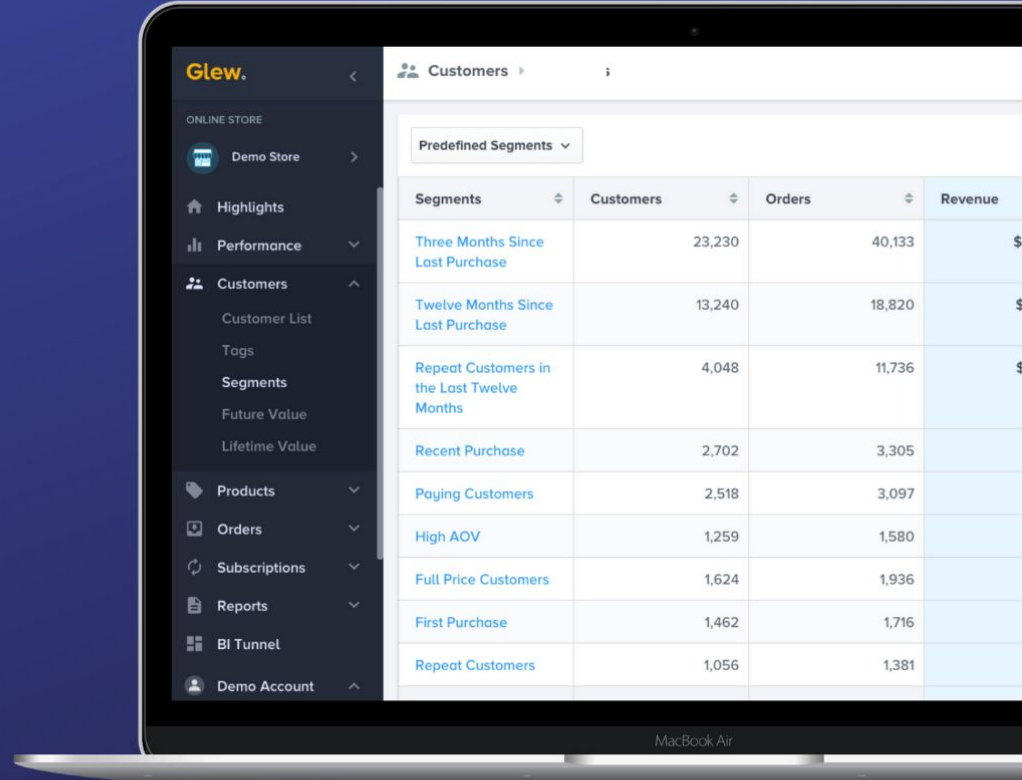 Glew.
Customers
s
ONLINE STORE
Demo Store
Highlights
Performance
Customers
Customer List
Tags
Segments
Future Value
Lifetime Value
Products
Orders
Subscriptions
Reports
BI Tunnel
Demo Account
Predefined Segments
Segments Customers Orders Revenue
Three Months Since 23,230 40,133 $
Last Purchase
Twelve Months Since 13,240 18,820 $
Last Purchase
Repeat Customers in 4,048 11,736 $
the Last Twelve
Months
Recent Purchase 2,702 3,305
Paying Customers 2,518 3,097
High AOV 1,259 1,580
Full Price Customers 1,624 1,936
First Purchase 1,462 1,716
Repeat Customers 1,056 1,381
MacBook Air